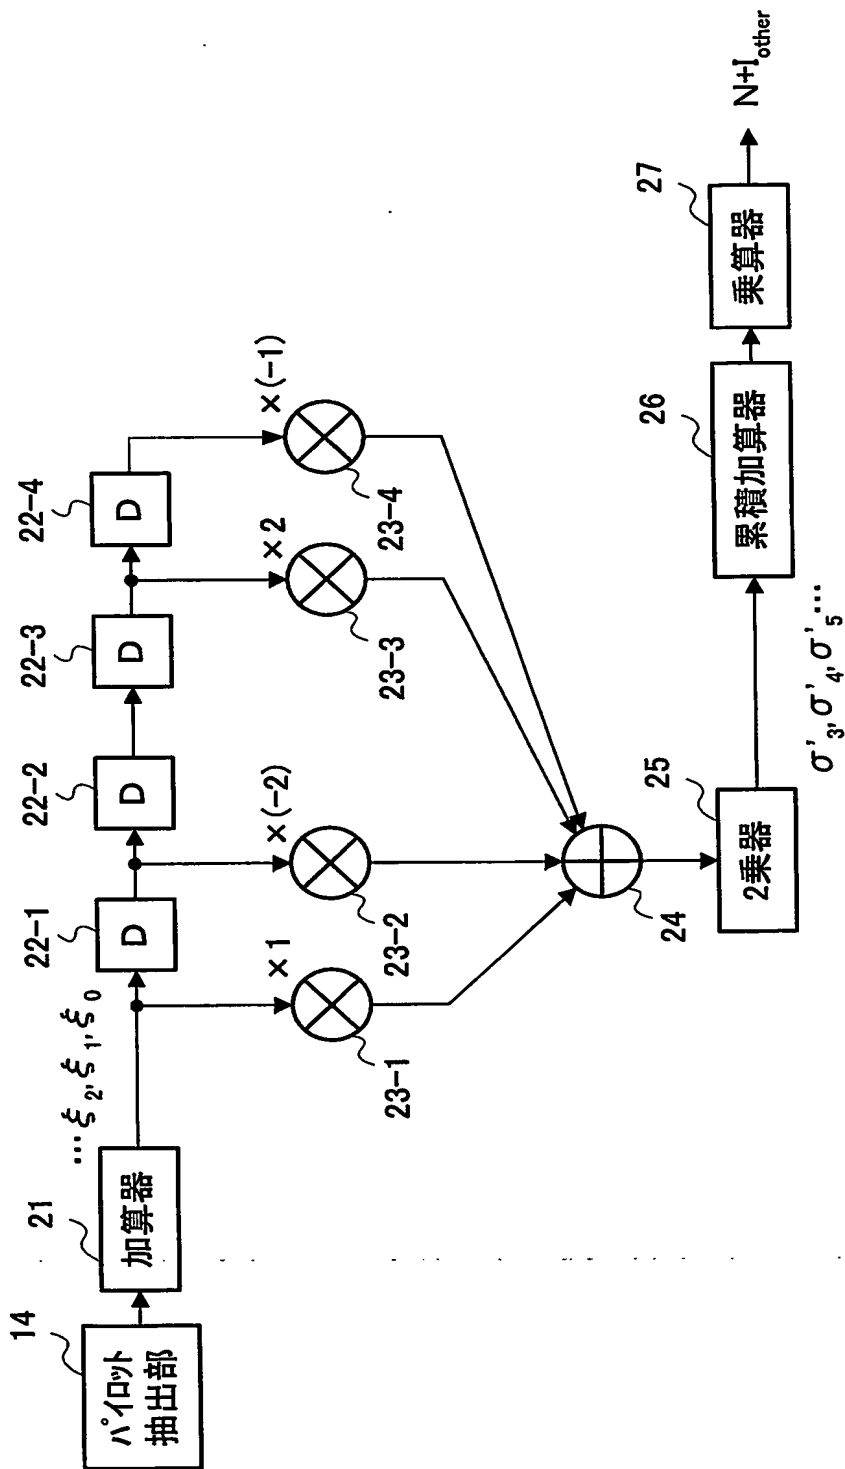 14
パイロット
抽出部
21
加算器
…ξ2, ξ1, ξ0
22-1
D
22-2
D
22-3
D
22-4
D
×1
23-1
×(-2)
23-2
×2
23-3
×(-1)
23-4
24
25
2乗器
σ'3, σ'4, σ'5 …
26
累積加算器
27
乗算器
N+Iother